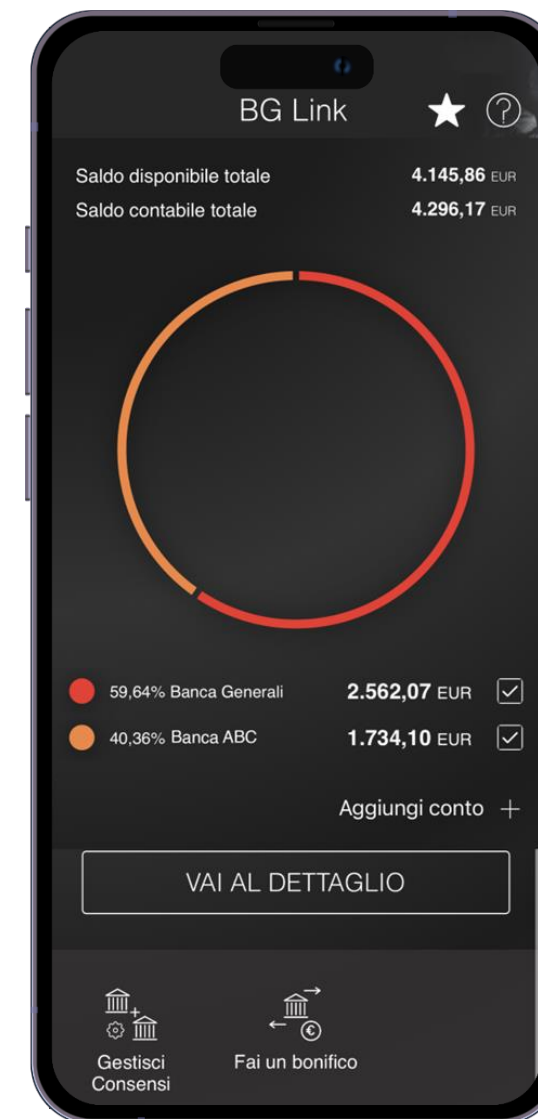 BG Link
Saldo disponibile totale 4.145,86 EUR
Saldo contabile totale 4.296,17 EUR
59,64% Banca Generali 2.562,07 EUR
40,36% Banca ABC 1.734,10 EUR
Aggiungi conto +
VAI AL DETTAGLIO
Gestisci
Consensi
Fai un bonifico